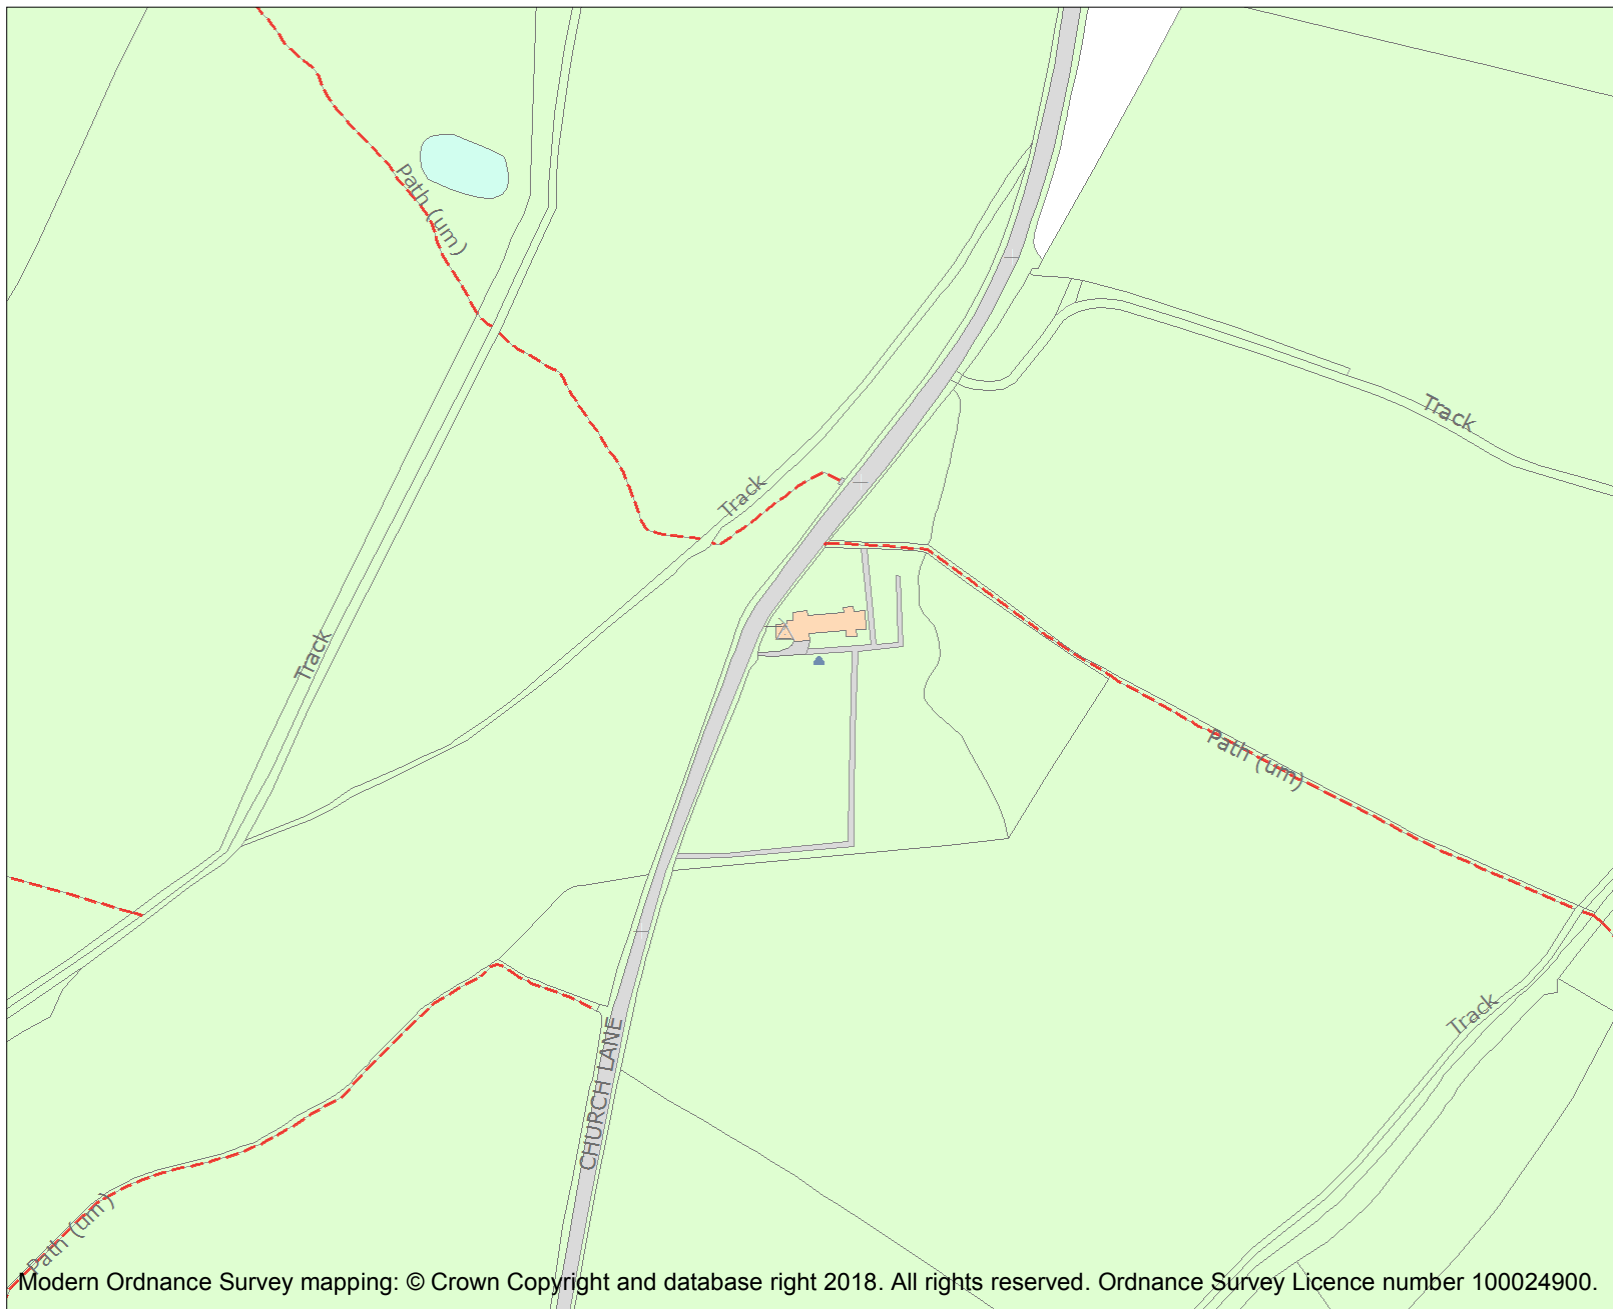 Path (um)
Track
Track
Track
Path (um)
Track
CHURCH LANE
Path (um)
Modern Ordnance Survey mapping: © Crown Copyright and database right 2018. All rights reserved. Ordnance Survey Licence number 100024900.